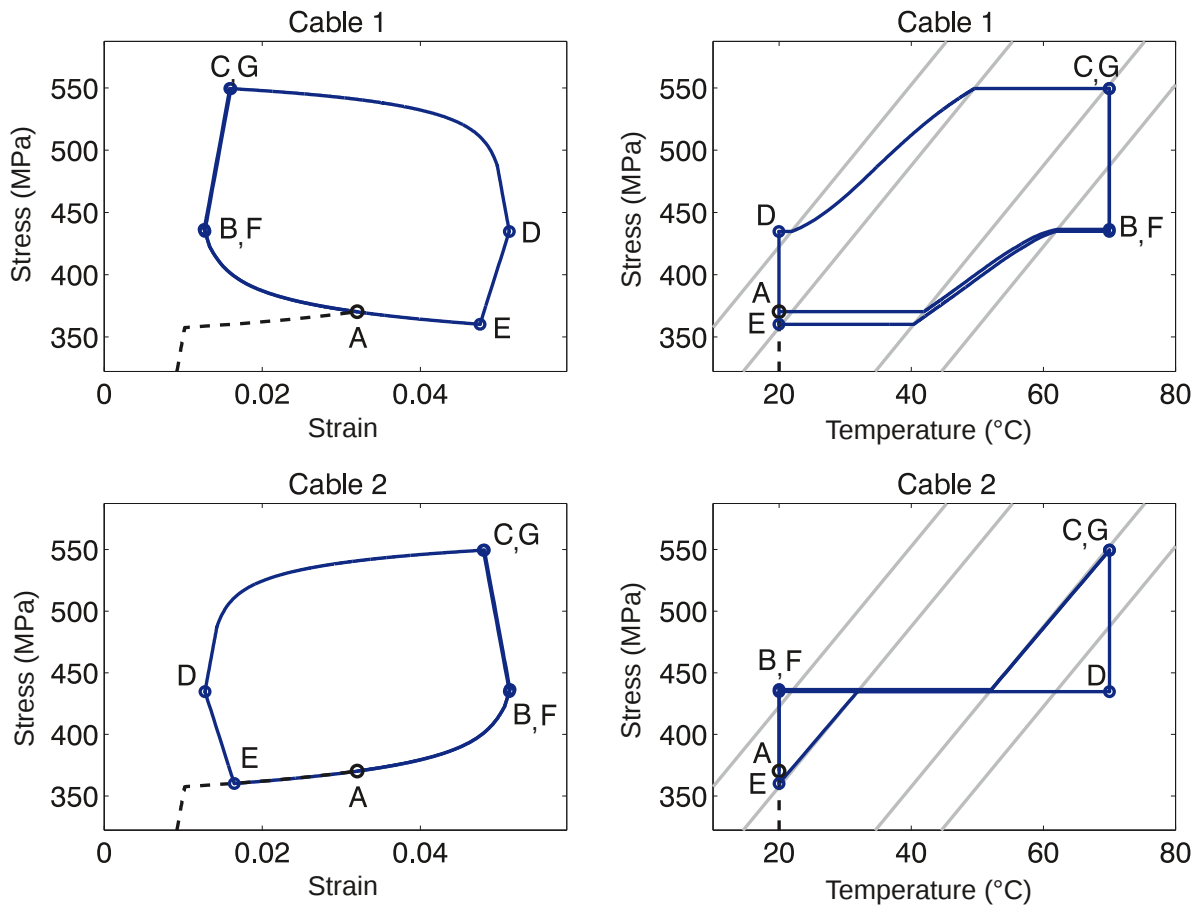 Cable 1
Stress (MPa)
550
500
450
400
350
0
0.02
0.04
Strain
C,G
B,F
D
A
E
Cable 1
Stress (MPa)
550
500
450
400
350
20
40
60
80
Temperature (°C)
C,G
D
B,F
A
E
Cable 2
Stress (MPa)
550
500
450
400
350
0
0.02
0.04
Strain
C,G
D
B,F
E
A
Cable 2
Stress (MPa)
550
500
450
400
350
20
40
60
80
Temperature (°C)
C,G
B,F
D
A
E